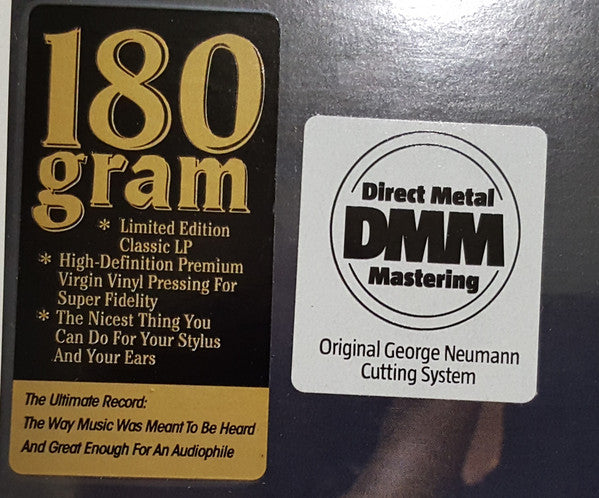 180
gram
* Limited Edition
Classic LP
* High-Definition Premium
Virgin Vinyl Pressing For
Super Fidelity
* The Nicest Thing You
Can Do For Your Stylus
And Your Ears
The Ultimate Record:
The Way Music Was Meant To Be Heard
And Great Enough For An Audiophile
Direct Metal
DMM
Mastering
Original George Neumann
Cutting System